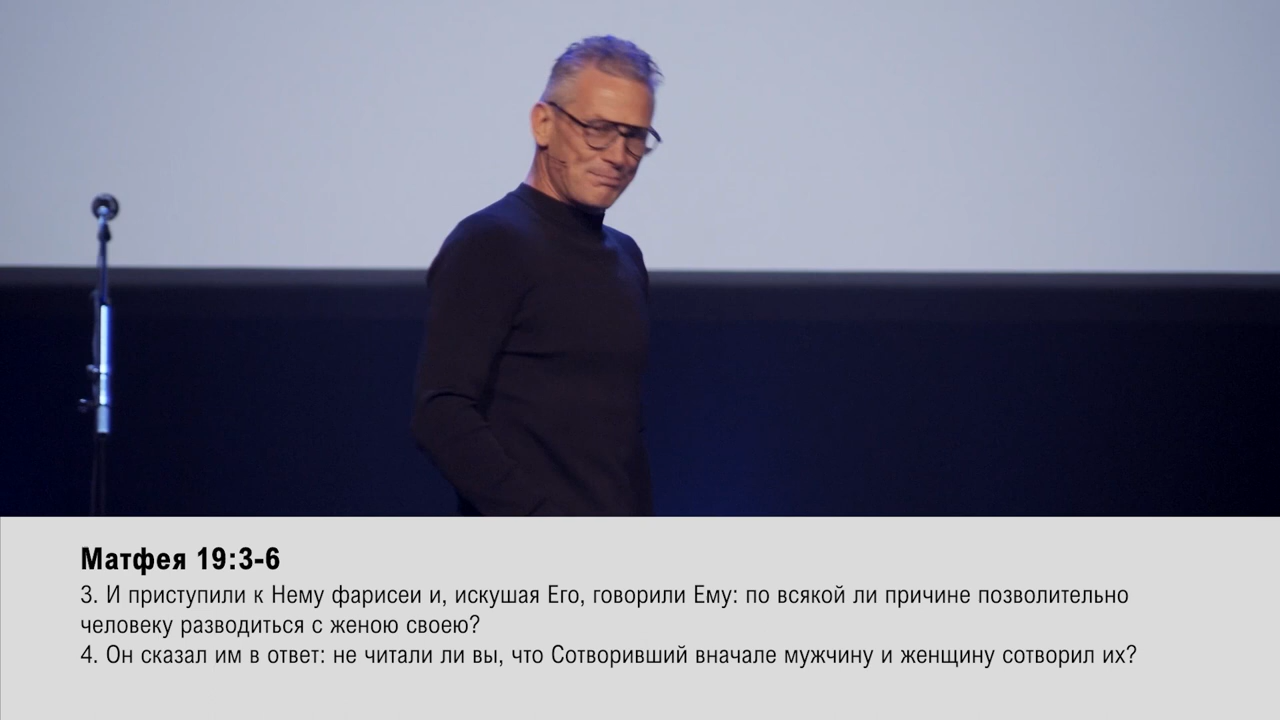 Матфея 19:3-6
3. И приступили к Нему фарисеи и, искушая Его, говорили Ему: по всякой ли причине позволительно
человеку разводиться с женою своею?
4. Он сказал им в ответ: не читали ли вы, что Сотворивший вначале мужчину и женщину сотворил их?